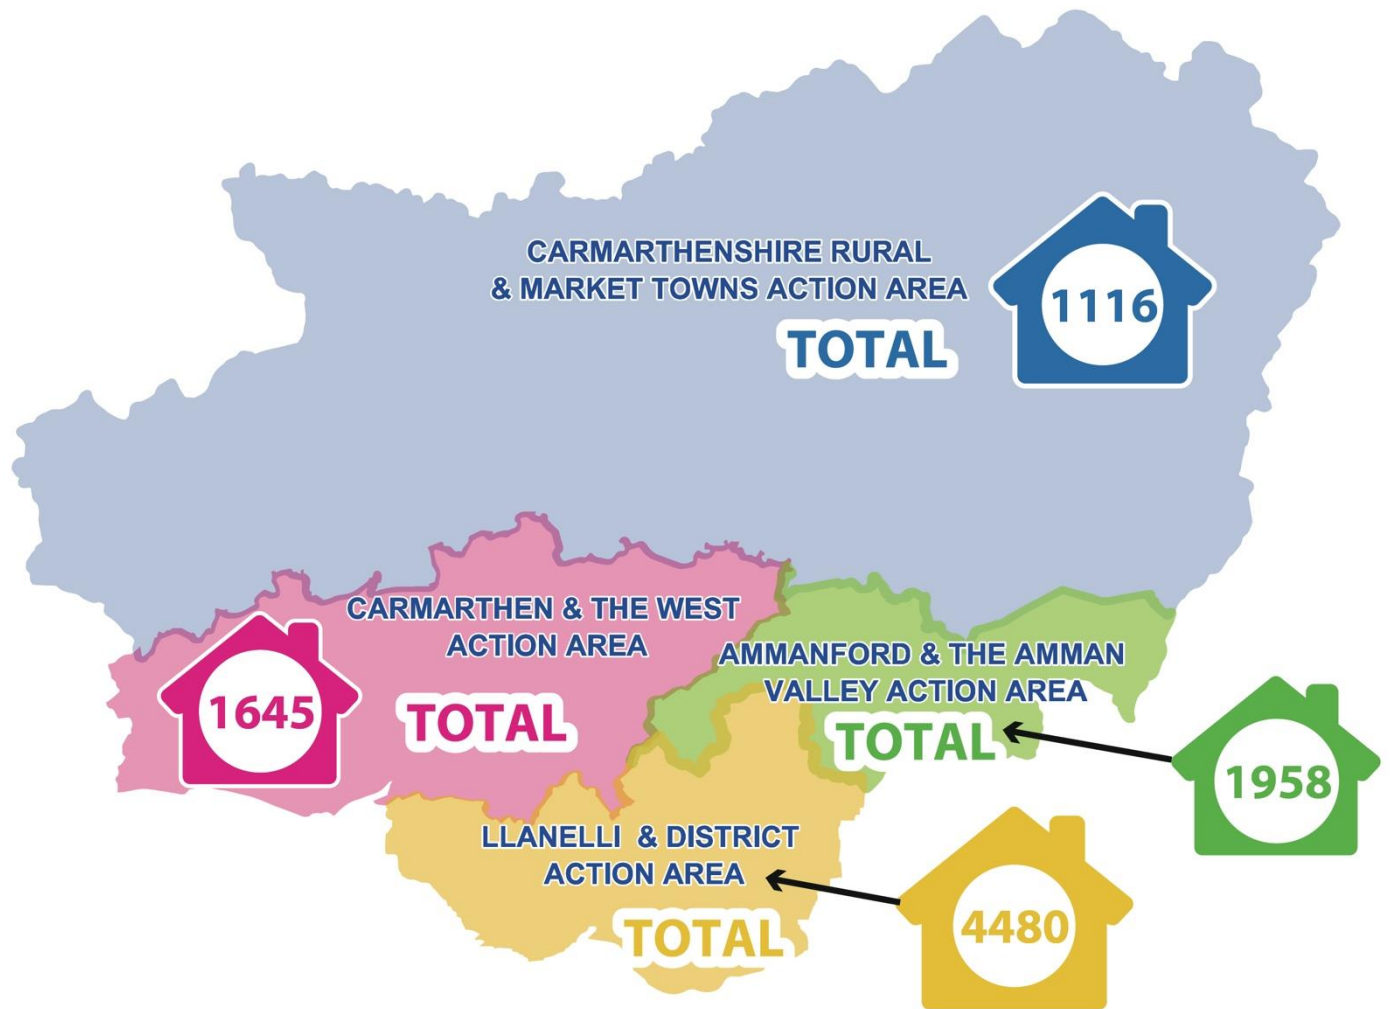 CARMARTHENSHIRE RURAL
& MARKET TOWNS ACTION AREA
TOTAL
1116
CARMARTHEN & THE WEST
ACTION AREA
TOTAL
1645
AMMANFORD & THE AMMAN
VALLEY ACTION AREA
TOTAL
1958
LLANELLI & DISTRICT
ACTION AREA
TOTAL
4480